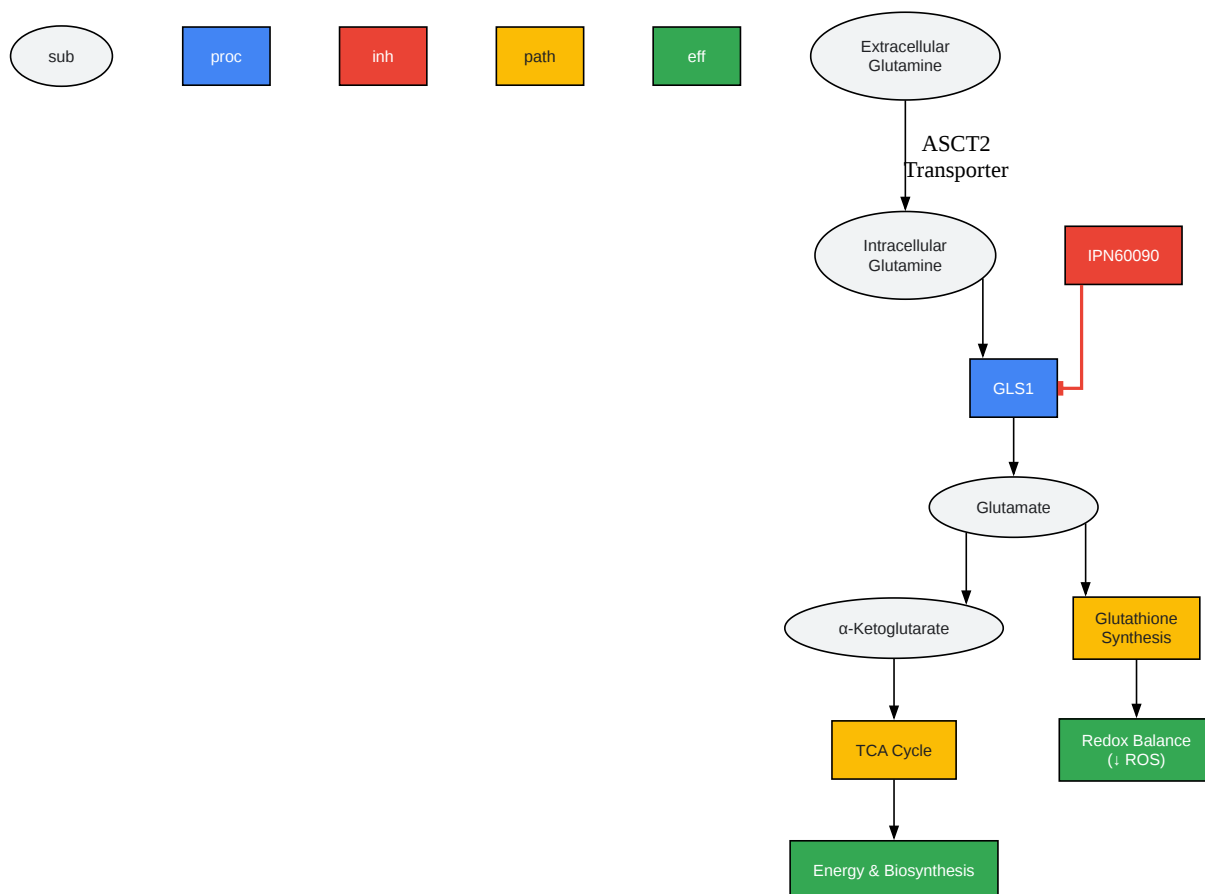 sub
proc
inh
path
eff
Extracellular
Glutamine
ASCT2
Transporter
Intracellular
Glutamine
IPN60090
GLS1
Glutamate
α-Ketoglutarate
Glutathione
Synthesis
TCA Cycle
Redox Balance
(↓ ROS)
Energy & Biosynthesis